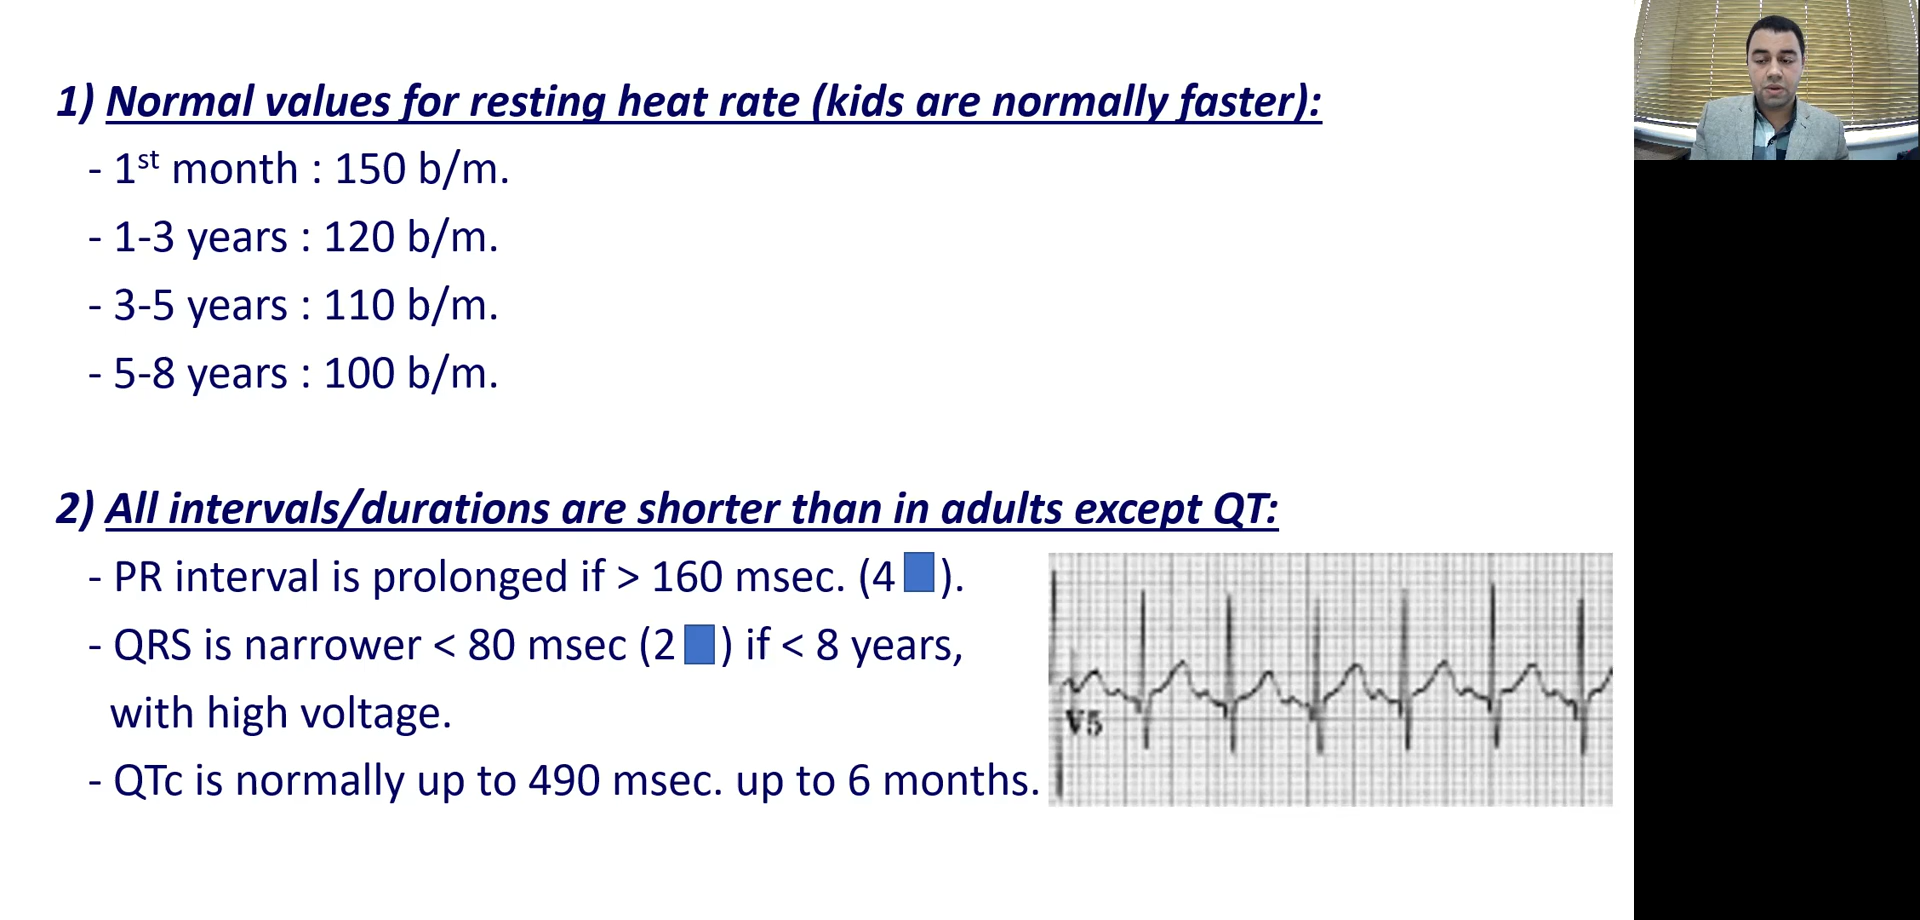 1) Normal values for resting heat rate (kids are normally faster):
- 1st month : 150 b/m.
- 1-3 years : 120 b/m.
- 3-5 years : 110 b/m.
- 5-8 years : 100 b/m.
2) All intervals/durations are shorter than in adults except QT:
- PR interval is prolonged if > 160 msec. (4 ).
- QRS is narrower < 80 msec (2 ) if < 8 years,
with high voltage.
- QTc is normally up to 490 msec. up to 6 months.
V5